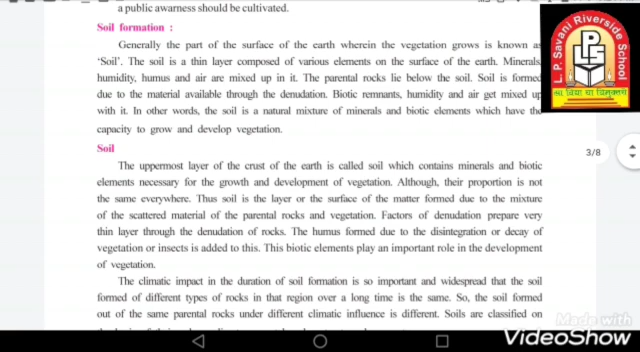 a public awarness should be cultivated.
Soil formation :
Generally the part of the surface of the earth wherein the vegetation grows is known as
‘Soil’. The soil is a thin layer composed of various elements on the surface of the earth. Minerals,
humidity, humus and air are mixed up in it. The parental rocks lie below the soil. Soil is formed
due to the material available through the denudation. Biotic remnants, humidity and air get mixed up
with it. In other words, the soil is a natural mixture of minerals and biotic elements which have the
capacity to grow and develop vegetation.
Soil
The uppermost layer of the crust of the earth is called soil which contains minerals and biotic
elements necessary for the growth and development of vegetation. Although, their proportion is not
the same everywhere. Thus soil is the layer or the surface of the matter formed due to the mixture
of the scattered material of the parental rocks and vegetation. Factors of denudation prepare very
thin layer through the denudation of rocks. The humus formed due to the disintegration or decay of
vegetation or insects is added to this. This biotic elements play an important role in the development
of vegetation.
The climatic impact in the duration of soil formation is so important and widespread that the soil
formed of different types of rocks in that region over a long time is the same. So, the soil formed
out of the same parental rocks under different climatic influence is different. Soils are classified on
L. P. Savani Riverside School
LPS
सा विद्या या विमुक्तये
3/8
Made with
VideoShow